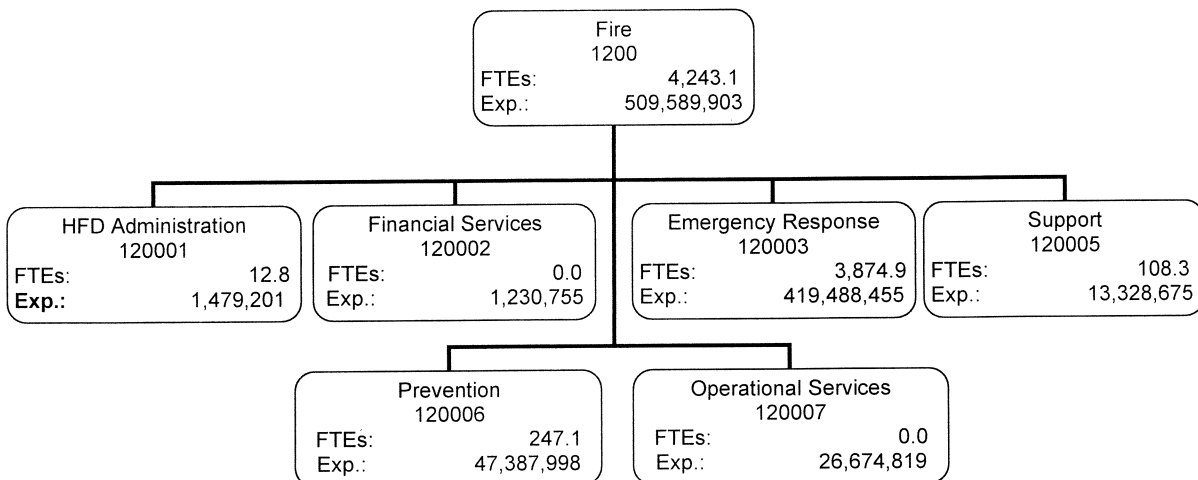 Fire
1200
FTEs: 4,243.1
Exp.: 509,589,903
HFD Administration
120001
FTEs: 12.8
Exp.: 1,479,201
Financial Services
120002
FTEs: 0.0
Exp.: 1,230,755
Emergency Response
120003
FTEs: 3,874.9
Exp.: 419,488,455
Support
120005
FTEs: 108.3
Exp.: 13,328,675
Prevention
120006
FTEs: 247.1
Exp.: 47,387,998
Operational Services
120007
FTEs: 0.0
Exp.: 26,674,819